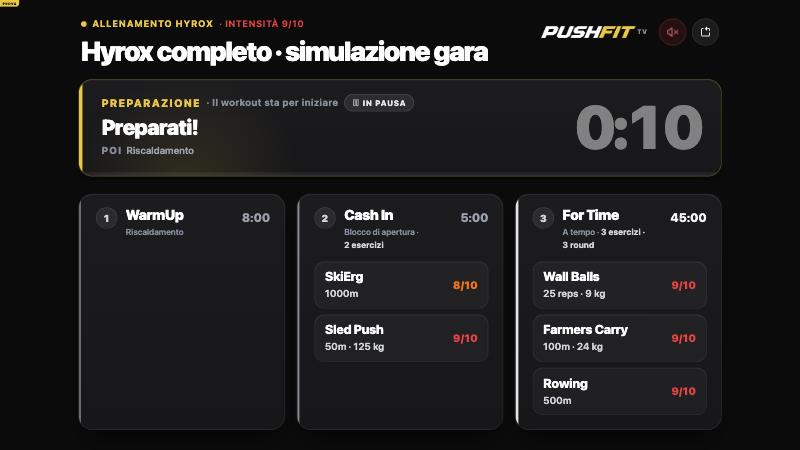 PROVA
ALLENAMENTO HYROX · INTENSITÀ 9/10
Hyrox completo · simulazione gara
PUSHFIT TV
PREPARAZIONE · Il workout sta per iniziare IN PAUSA
Preparati!
POI Riscaldamento
0:10
1 WarmUp 8:00
Riscaldamento
2 Cash In 5:00
Blocco di apertura ·
2 esercizi
SkiErg
1000m
8/10
Sled Push
50m · 125 kg
9/10
3 For Time 45:00
A tempo · 3 esercizi ·
3 round
Wall Balls
25 reps · 9 kg
9/10
Farmers Carry
100m · 24 kg
9/10
Rowing
500m
9/10